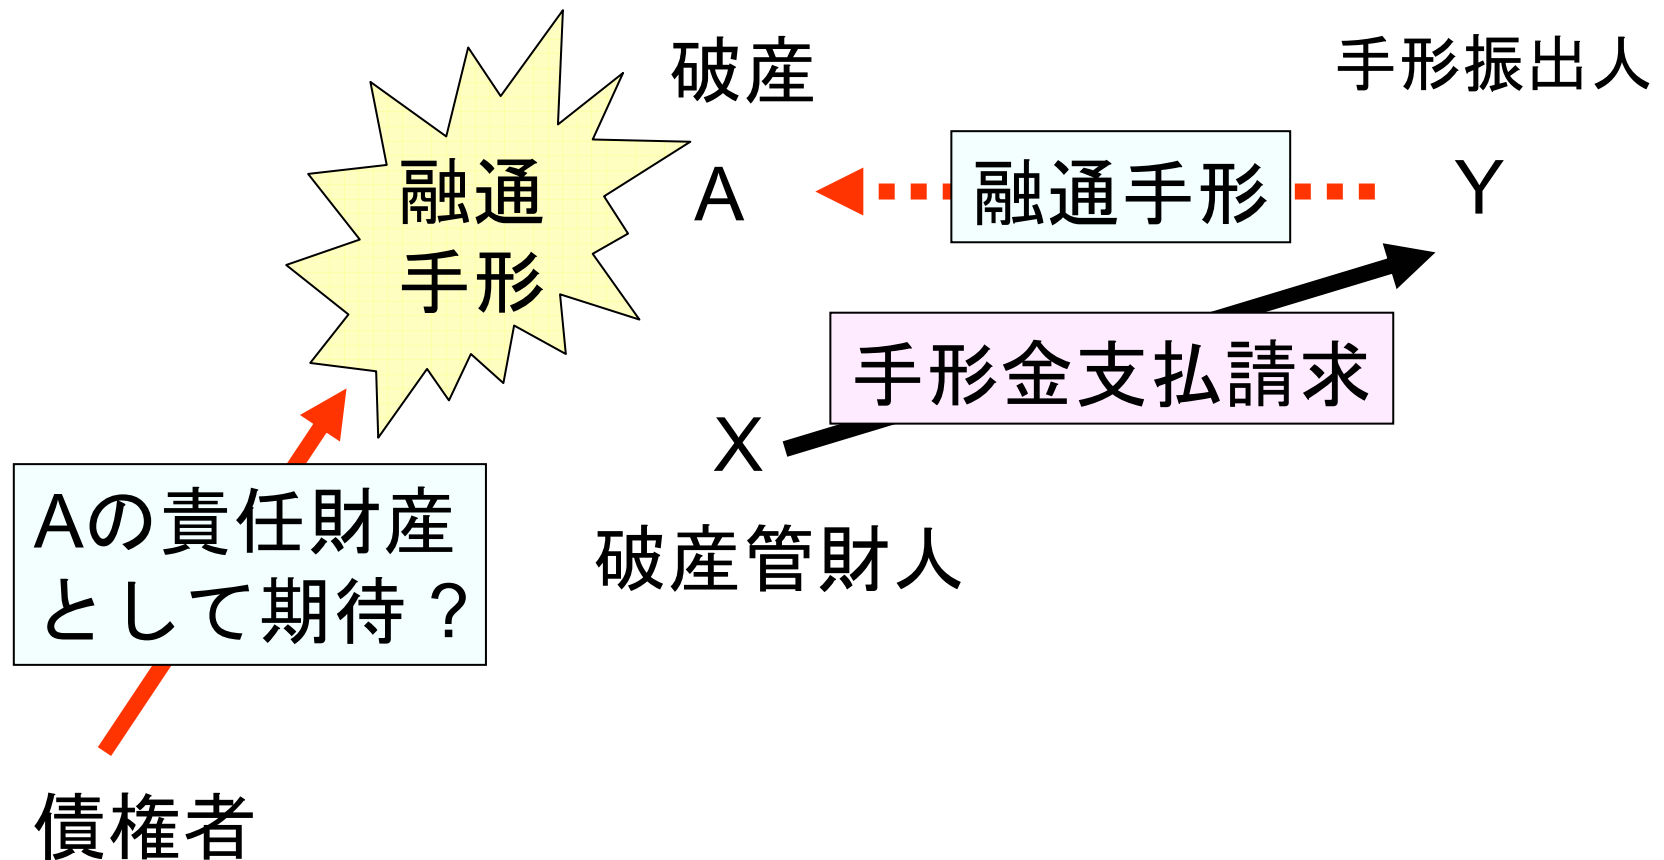 破産
手形振出人
融通
手形
A
融通手形
Y
手形金支払請求
X
破産管財人
Aの責任財産
として期待?
債権者